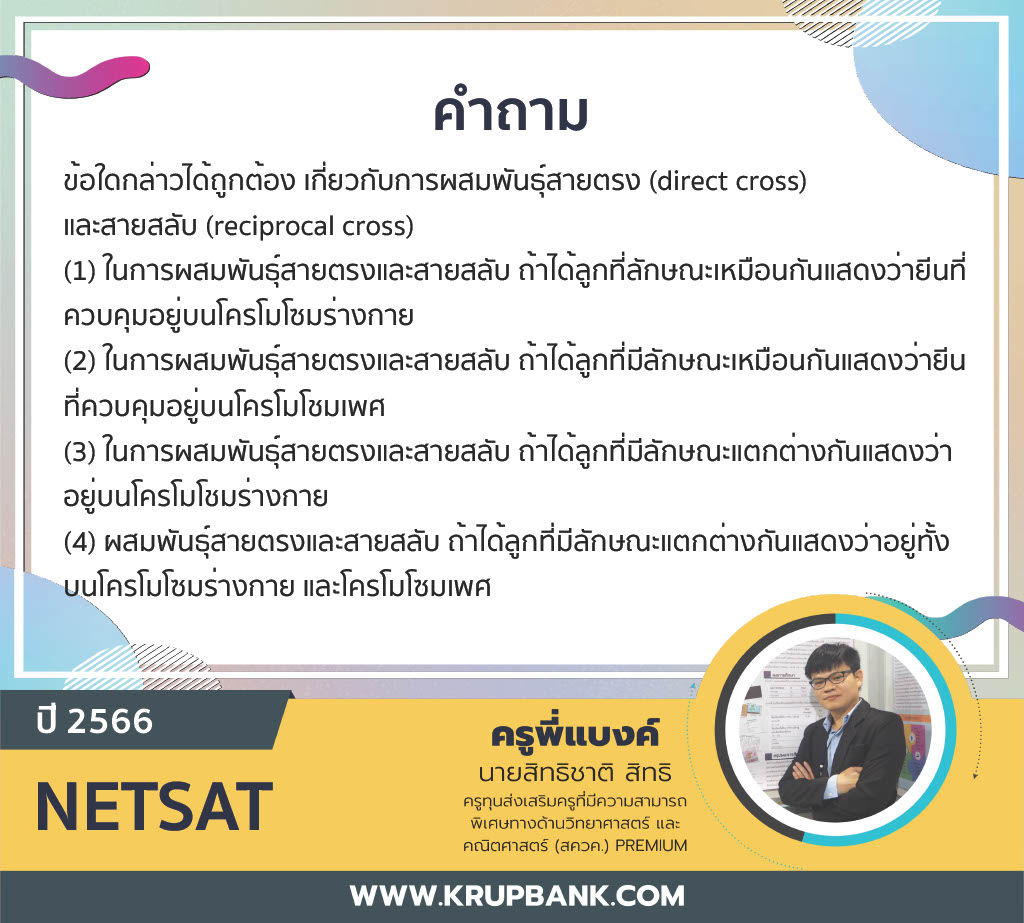 คำถาม
ข้อใดกล่าวได้ถูกต้อง เกี่ยวกับการผสมพันธุ์สายตรง (direct cross)
และสายสลับ (reciprocal cross)
(1) ในการผสมพันธุ์สายตรงและสายสลับ ถ้าได้ลูกที่ลักษณะเหมือนกันแสดงว่ายีนที่
ควบคุมอยู่บนโครโมโซมร่างกาย
(2) ในการผสมพันธุ์สายตรงและสายสลับ ถ้าได้ลูกที่มีลักษณะเหมือนกันแสดงว่ายีน
ที่ควบคุมอยู่บนโครโมโซมเพศ
(3) ในการผสมพันธุ์สายตรงและสายสลับ ถ้าได้ลูกที่มีลักษณะแตกต่างกันแสดงว่า
อยู่บนโครโมโซมร่างกาย
(4) ผสมพันธุ์สายตรงและสายสลับ ถ้าได้ลูกที่มีลักษณะแตกต่างกันแสดงว่าอยู่ทั้ง
บนโครโมโซมร่างกาย และโครโมโซมเพศ
ปี 2566
NETSAT
ครูพี่แบงค์
นายสิทธิชาติ สิทธิ
ครูทุนส่งเสริมครูที่มีความสามารถ
พิเศษทางด้านวิทยาศาสตร์ และ
คณิตศาสตร์ (สควค.) PREMIUM
WWW.KRUPBANK.COM